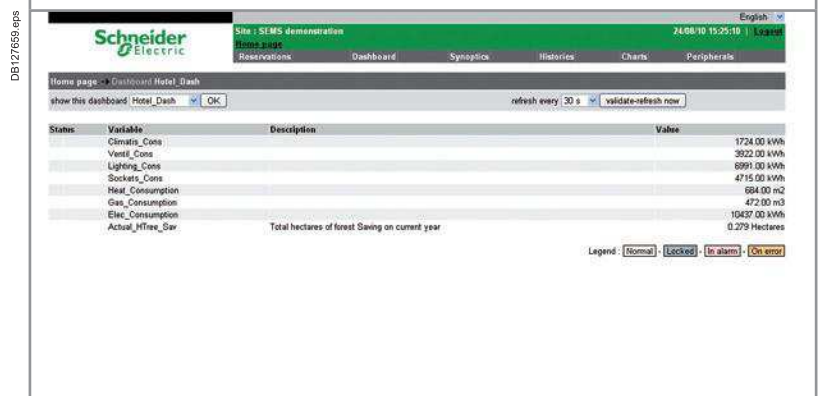 DB127659.eps
English
Schneider Electric
Site : SEMS demonstration
24/08/10 15:25:10 | Logout
Home page
Reservations Dashboard Synoptics Histories Charts Peripherals
Home page Dashboard Hotel_Dash
show this dashboard Hotel_Dash OK refresh every 30 s validate-refresh now
Status Variable Description Value
Climatis_Cons 1724.00 kWh
Ventil_Cons 3922.00 kWh
Lighting_Cons 6991.00 kWh
Sockets_Cons 4715.00 kWh
Heat_Consumption 684.00 m2
Gas_Consumption 472.00 m3
Elec_Consumption 10437.00 kWh
Actual_HTree_Sav Total hectares of forest Saving on current year 0.279 Hectares
Legend : Normal - Locked - In alarm - On error